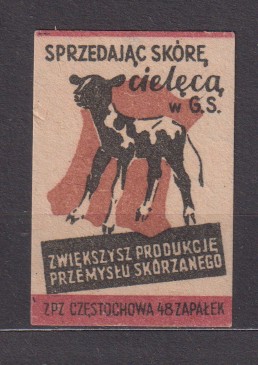 SPRZEDAJĄC SKÓRĘ
cielęcą
w G.S.
ZWIĘKSZYSZ PRODUKCJĘ
PRZEMYSŁU SKÓRZANEGO
ZPZ CZĘSTOCHOWA 48 ZAPAŁEK